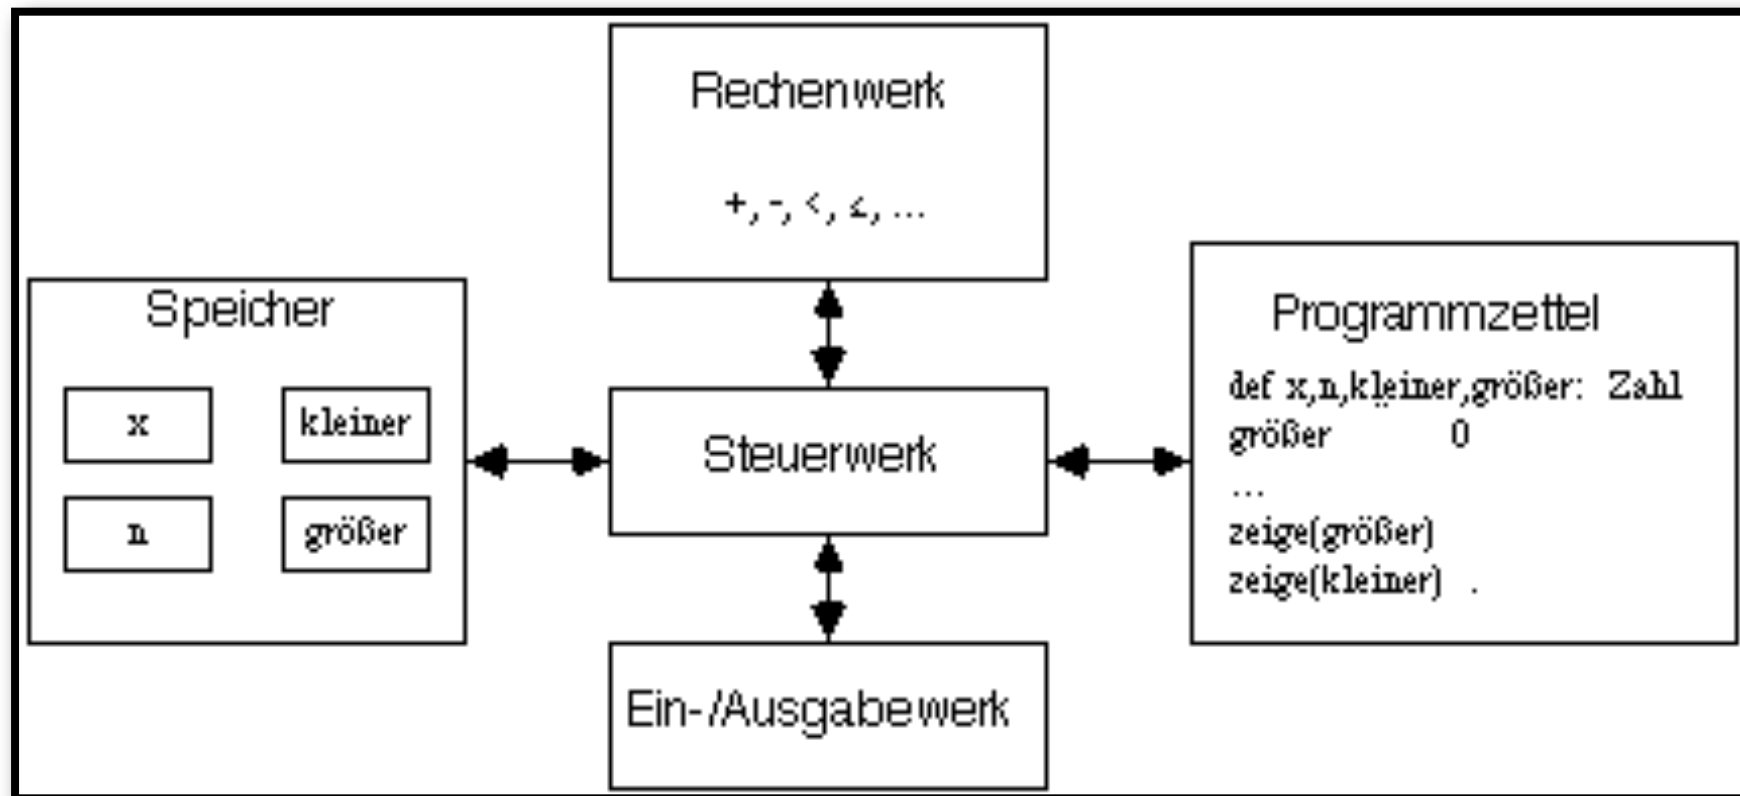 Rechenwerk
+, -, <, ≤, ...
Speicher
x
kleiner
n
größer
Steuerwerk
Programmzettel
def x,n,kleiner,größer: Zahl
größer 0
...
zeige(größer)
zeige(kleiner) .
Ein-/Ausgabewerk